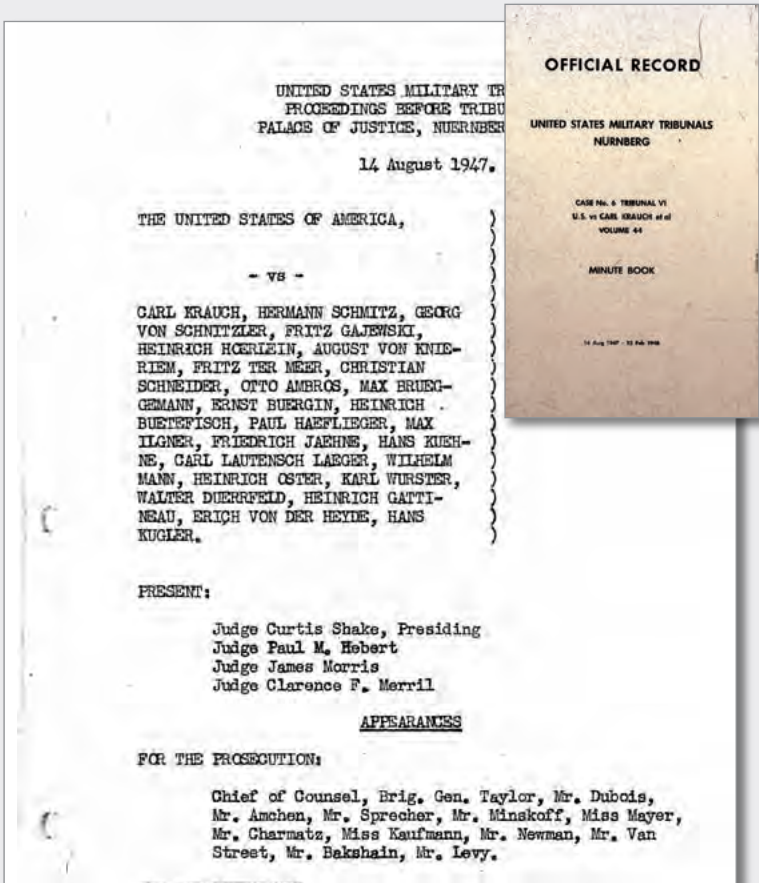 UNITED STATES MILITARY TR
PROCEEDINGS BEFORE TRIBU
PALACE OF JUSTICE, NUERNBER
14 August 1947.
THE UNITED STATES OF AMERICA,
- vs -
CARL KRAUCH, HERMANN SCHMITZ, GEORG
VON SCHNITZLER, FRITZ GAJEWSKI,
HEINRICH HOERLEIN, AUGUST VON KNIE-
RIEM, FRITZ TER MEER, CHRISTIAN
SCHNEIDER, OTTO AMBROS, MAX BRUEG-
GEMANN, ERNST BUERGIN, HEINRICH
BUETEFISCH, PAUL HAEFLIEGER, MAX
ILGNER, FRIEDRICH JAEHNE, HANS KUEH-
NE, CARL LAUTENSCH LAEGER, WILHELM
MANN, HEINRICH OSTER, KARL WURSTER,
WALTER DUERRFELD, HEINRICH GATTI-
NEAU, ERICH VON DER HEYDE, HANS
KUGLER.
PRESENT:
Judge Curtis Shake, Presiding
Judge Paul M. Hebert
Judge James Morris
Judge Clarence F. Merril
APPEARANCES
FOR THE PROSECUTION:
Chief of Counsel, Brig. Gen. Taylor, Mr. Dubois,
Mr. Amchen, Mr. Sprecher, Mr. Minskoff, Miss Mayer,
Mr. Charmatz, Miss Kaufmann, Mr. Newman, Mr. Van
Street, Mr. Bakshain, Mr. Levy.
OFFICIAL RECORD
UNITED STATES MILITARY TRIBUNALS
NÜRNBERG
CASE No. 6 TRIBUNAL VI
U.S. vs CARL KRAUCH et al
VOLUME 44
MINUTE BOOK
14 Aug 1947 -